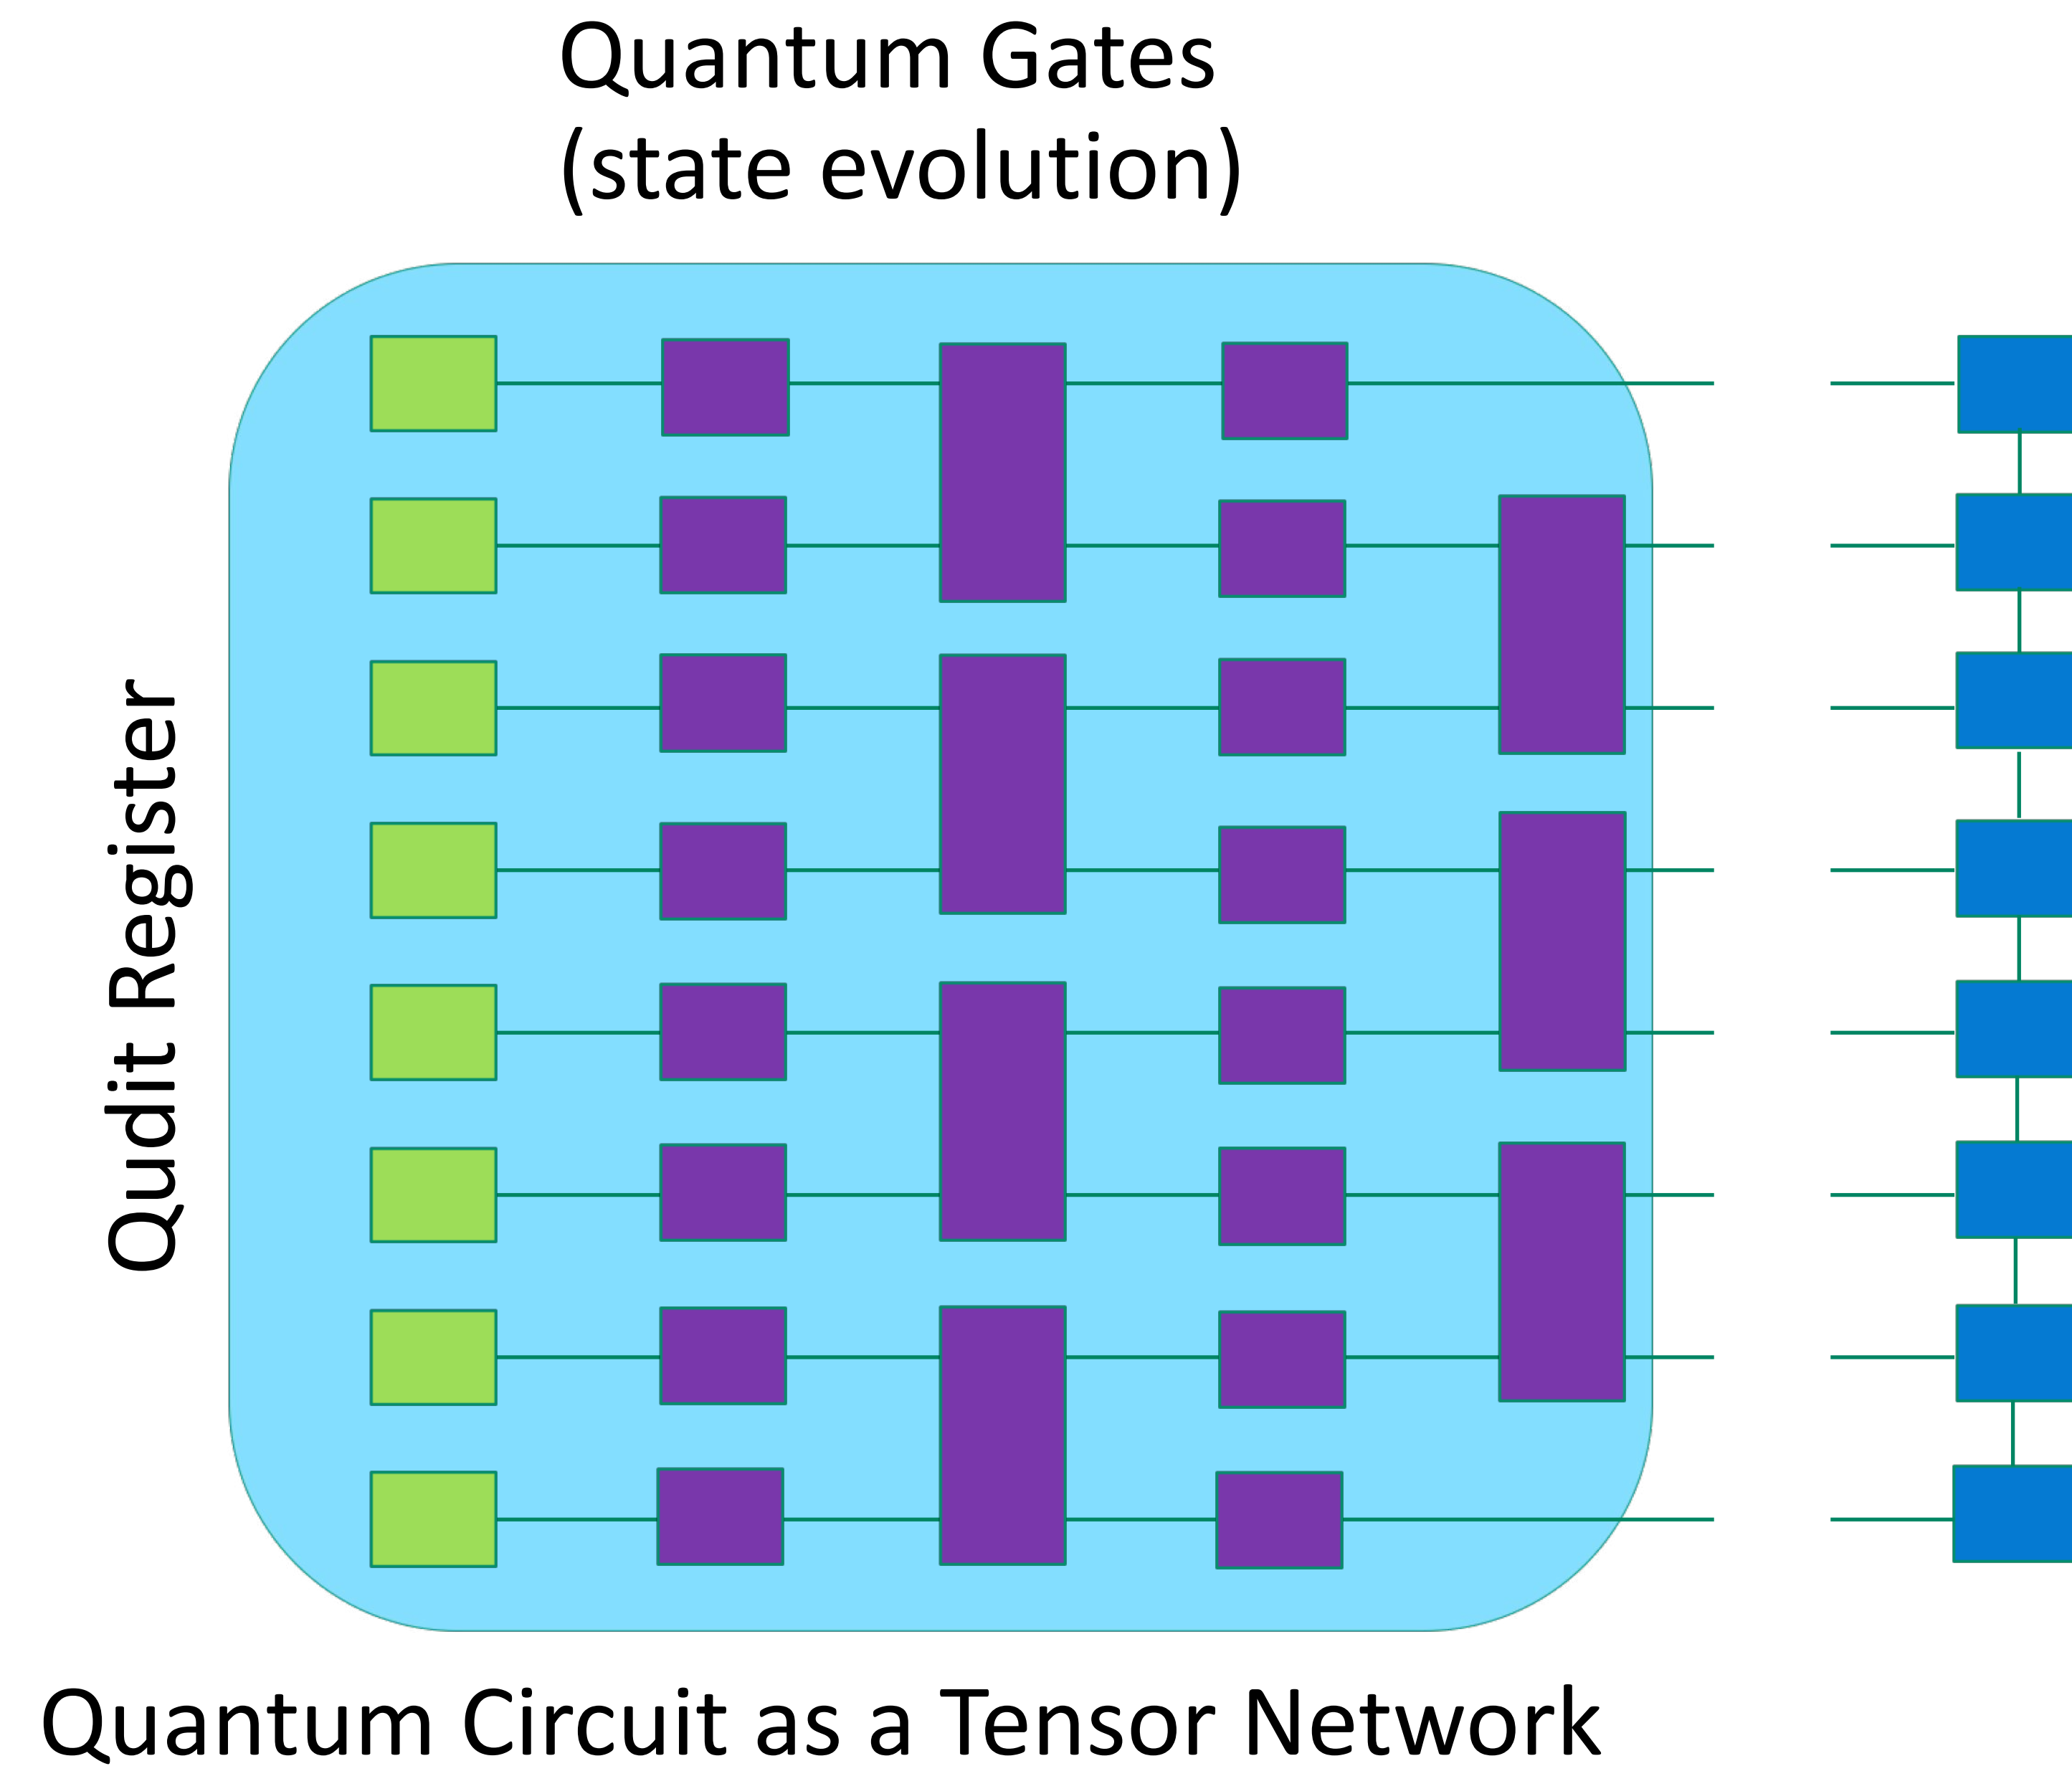 Quantum Gates
(state evolution)
Qudit Register
Quantum Circuit as a Tensor Network